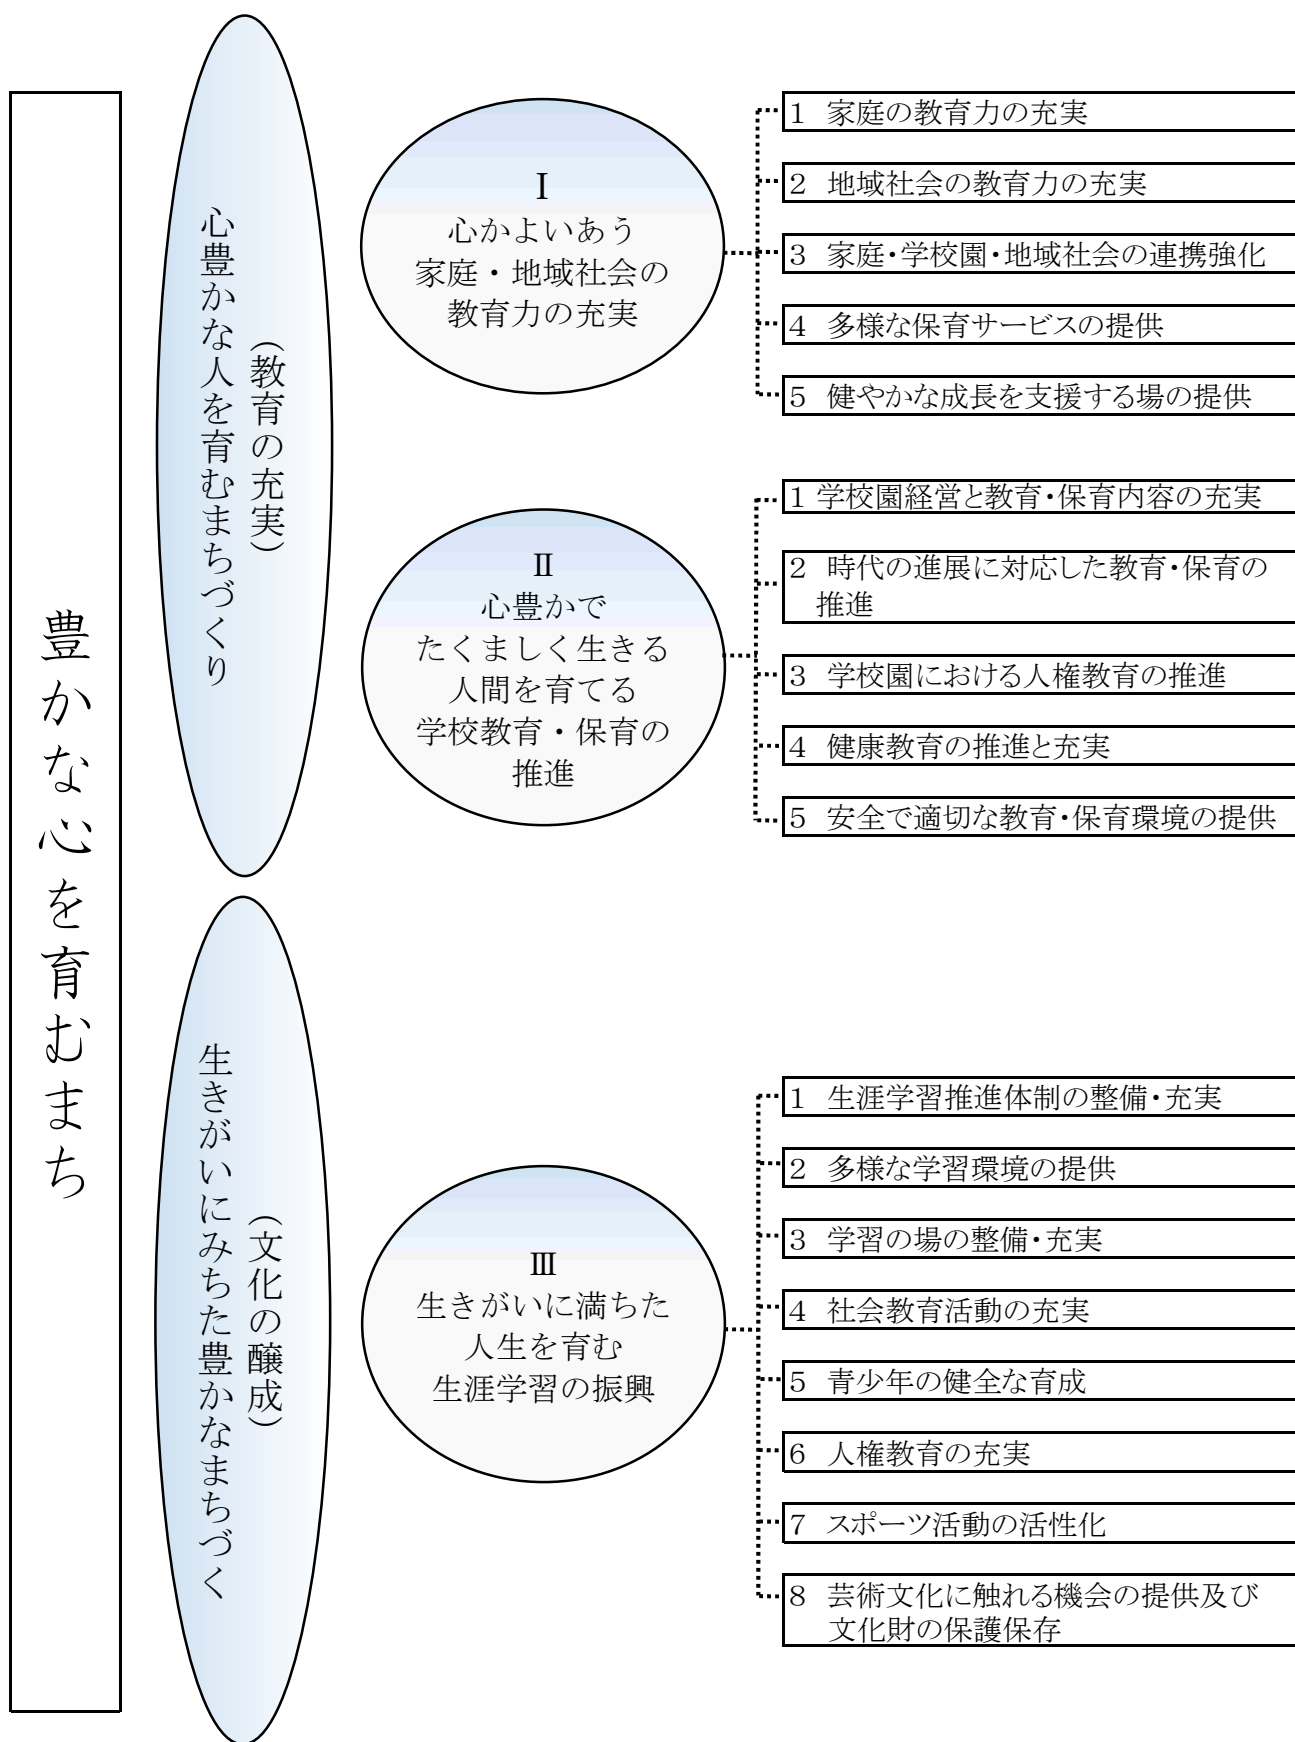 豊かな心を育むまち
心豊かな人を育むまちづくり
（教育の充実）
Ⅰ
心かよいあう
家庭・地域社会の
教育力の充実
1 家庭の教育力の充実
2 地域社会の教育力の充実
3 家庭・学校園・地域社会の連携強化
4 多様な保育サービスの提供
5 健やかな成長を支援する場の提供
Ⅱ
心豊かで
たくましく生きる
人間を育てる
学校教育・保育の
推進
1 学校園経営と教育・保育内容の充実
2 時代の進展に対応した教育・保育の
推進
3 学校園における人権教育の推進
4 健康教育の推進と充実
5 安全で適切な教育・保育環境の提供
生きがいにみちた豊かなまちづく
（文化の醸成）
Ⅲ
生きがいに満ちた
人生を育む
生涯学習の振興
1 生涯学習推進体制の整備・充実
2 多様な学習環境の提供
3 学習の場の整備・充実
4 社会教育活動の充実
5 青少年の健全な育成
6 人権教育の充実
7 スポーツ活動の活性化
8 芸術文化に触れる機会の提供及び
文化財の保護保存